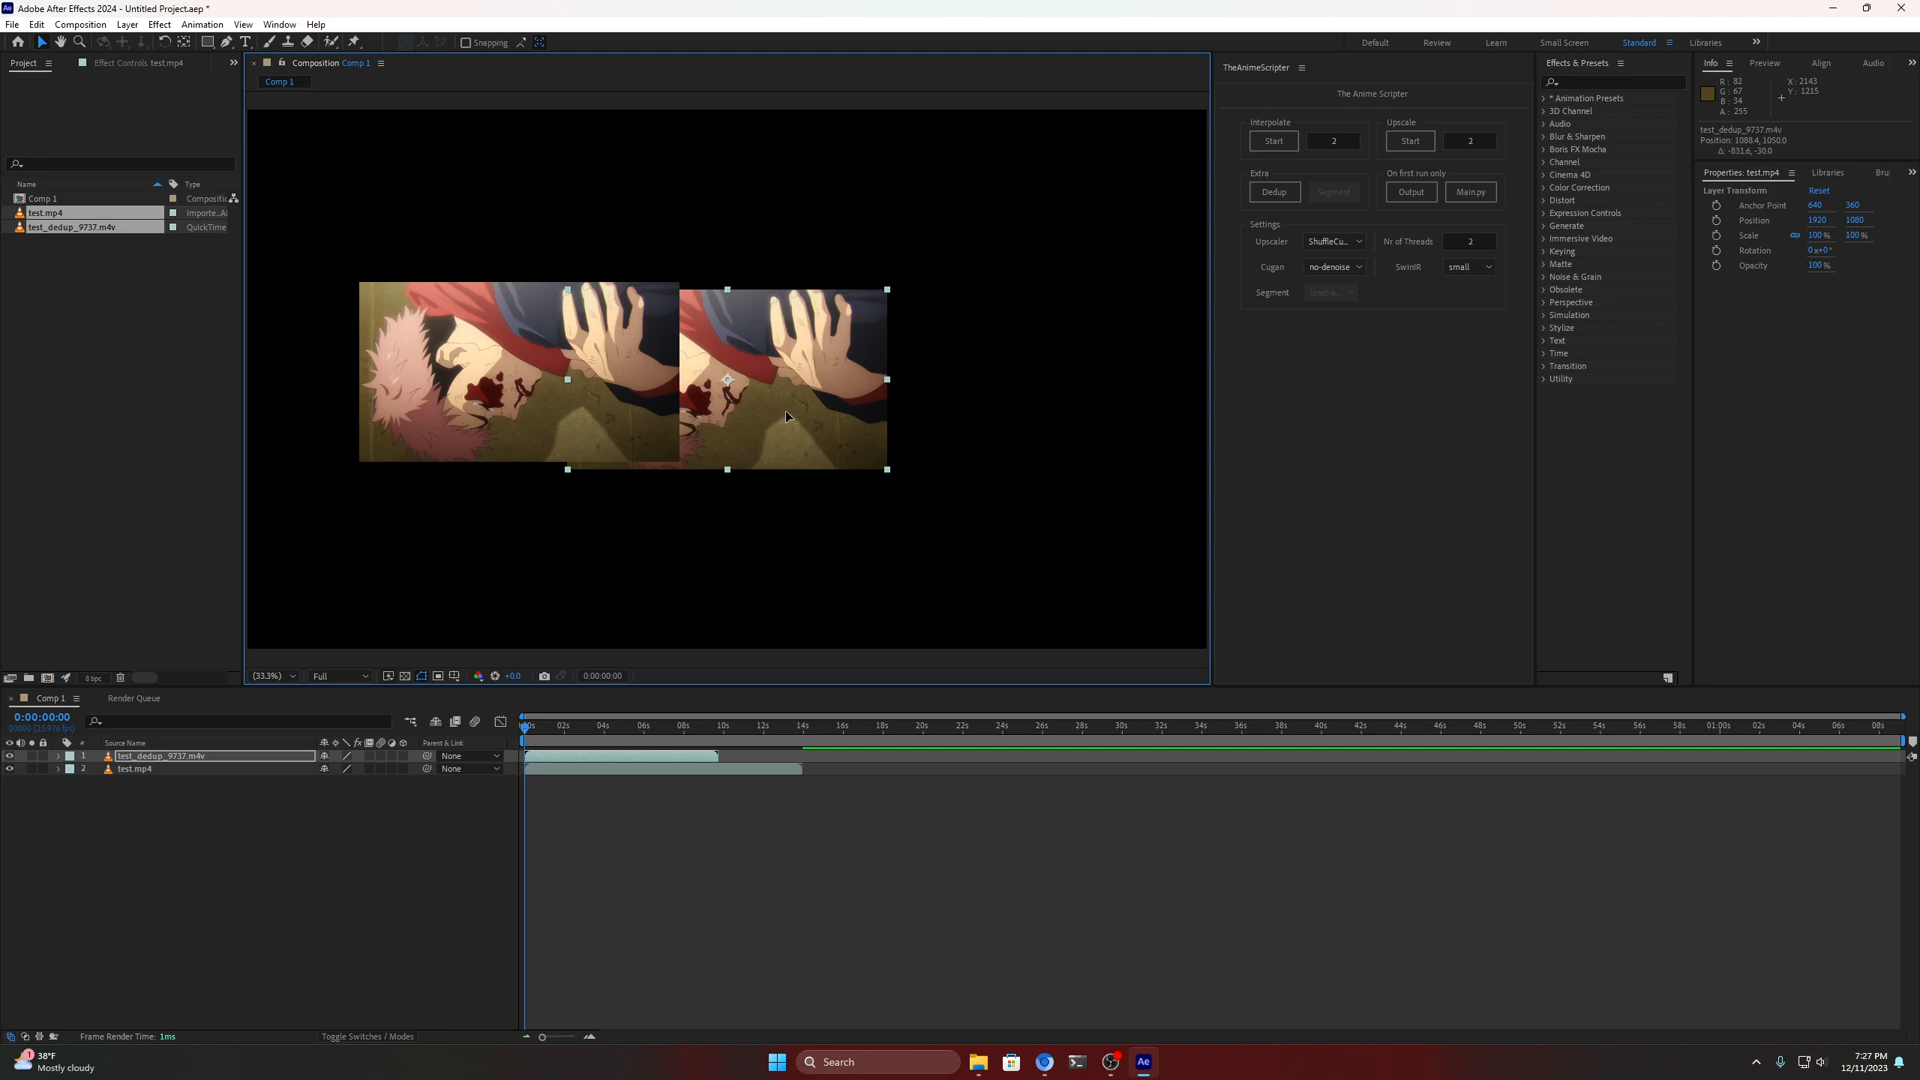 Adobe After Effects 2024 - Untitled Project.aep *
File Edit Composition Layer Effect Animation View Window Help
Snapping
Default Review Learn Small Screen Standard Libraries
Project Effect Controls test.mp4
Composition Comp 1
Comp 1
Name Type
Comp 1 Compositic
test.mp4 Importe...A
test_dedup_9737.m4v QuickTime
8 bpc
(33.3%) Full +0.0 0:00:00:00
TheAnimeScripter
The Anime Scripter
Interpolate Upscale
Start 2 Start 2
Extra On first run only
Dedup Segment Output Main.py
Settings
Upscaler ShuffleCu... Nr of Threads 2
Cugan no-denoise SwinIR small
Segment
Effects & Presets
* Animation Presets
3D Channel
Audio
Blur & Sharpen
Boris FX Mocha
Channel
Cinema 4D
Color Correction
Distort
Expression Controls
Generate
Immersive Video
Keying
Matte
Noise & Grain
Obsolete
Perspective
Simulation
Stylize
Text
Time
Transition
Utility
Info Preview Align Audio
R: 82
G: 67
B: 34
A: 255
X: 2143
Y: 1215
test_dedup_9737.m4v
Position: 1088.4, 1050.0
Δ: -831.6, -30.0
Properties: test.mp4 Libraries Bru
Layer Transform Reset
Anchor Point 640 360
Position 1920 1080
Scale 100 % 100 %
Rotation 0x+0°
Opacity 100 %
Comp 1 Render Queue
0:00:00:00
00000 (23.976 fps)
# Source Name Parent & Link
1 test_dedup_9737.m4v None
2 test.mp4 None
02s 04s 06s 08s 10s 12s 14s 16s 18s 20s 22s 24s 26s 28s 30s 32s 34s 36s 38s 40s 42s 44s 46s 48s 50s 52s 54s 56s 58s 01:00s 02s 04s 06s 08s
Frame Render Time: 1ms Toggle Switches / Modes
1
38°F
Mostly cloudy
Search
Ae
7:27 PM
12/11/2023